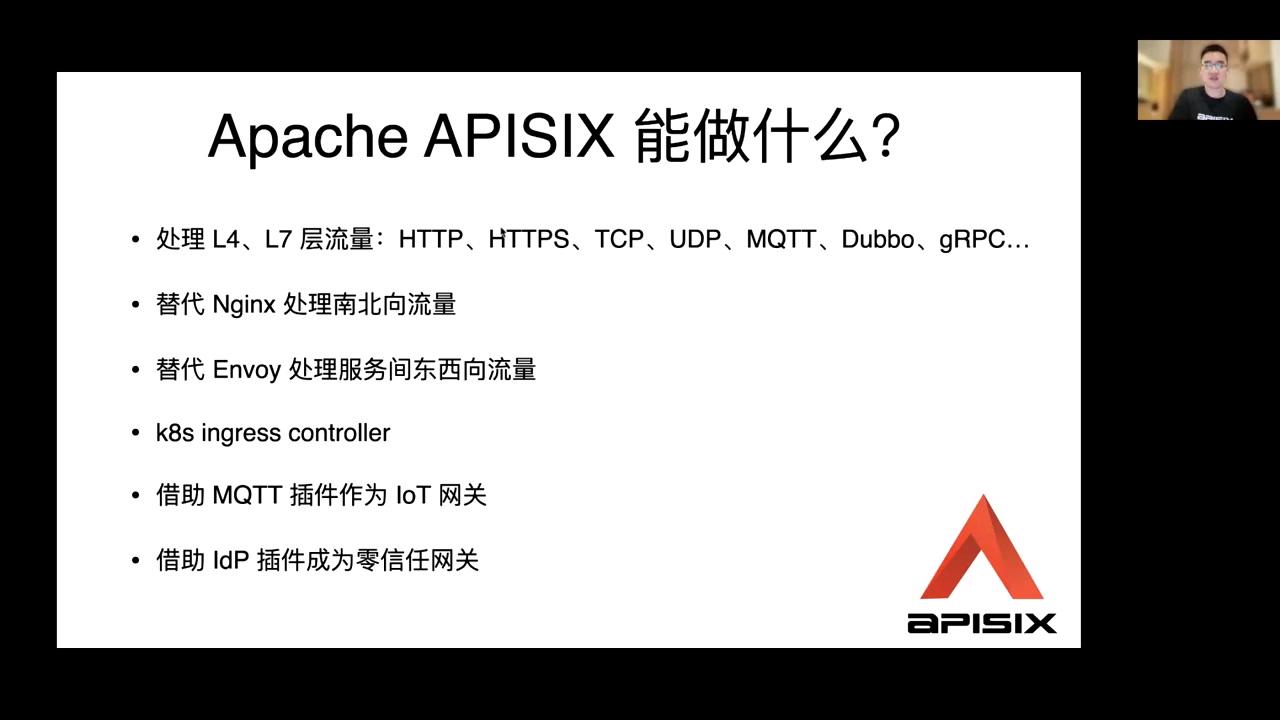 Apache APISIX 能做什么?
• 处理 L4、L7 层流量：HTTP、HTTPS、TCP、UDP、MQTT、Dubbo、gRPC…
• 替代 Nginx 处理南北向流量
• 替代 Envoy 处理服务间东西向流量
• k8s ingress controller
• 借助 MQTT 插件作为 IoT 网关
• 借助 IdP 插件成为零信任网关
APISIX